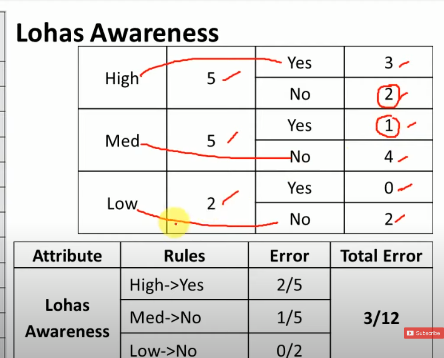 Lohas Awareness
High 5 Yes 3
No 2
Med 5 Yes 1
No 4
Low 2 Yes 0
No 2
Attribute Rules Error Total Error
Lohas Awareness High->Yes 2/5 3/12
Med->No 1/5
Low->No 0/2
Subscribe